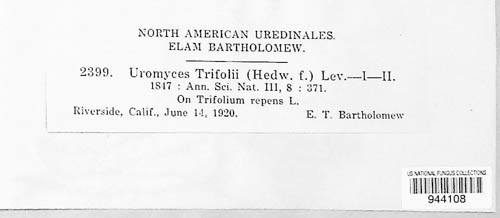 NORTH AMERICAN UREDINALES.
ELAM BARTHOLOMEW.
2399. Uromyces Trifolii (Hedw. f.) Lev.—I—II.
1847 : Ann. Sci. Nat. III, 8 : 371.
On Trifolium repens L.
Riverside, Calif., June 14, 1920. E. T. Bartholomew
US NATIONAL FUNGUS COLLECTIONS
944108